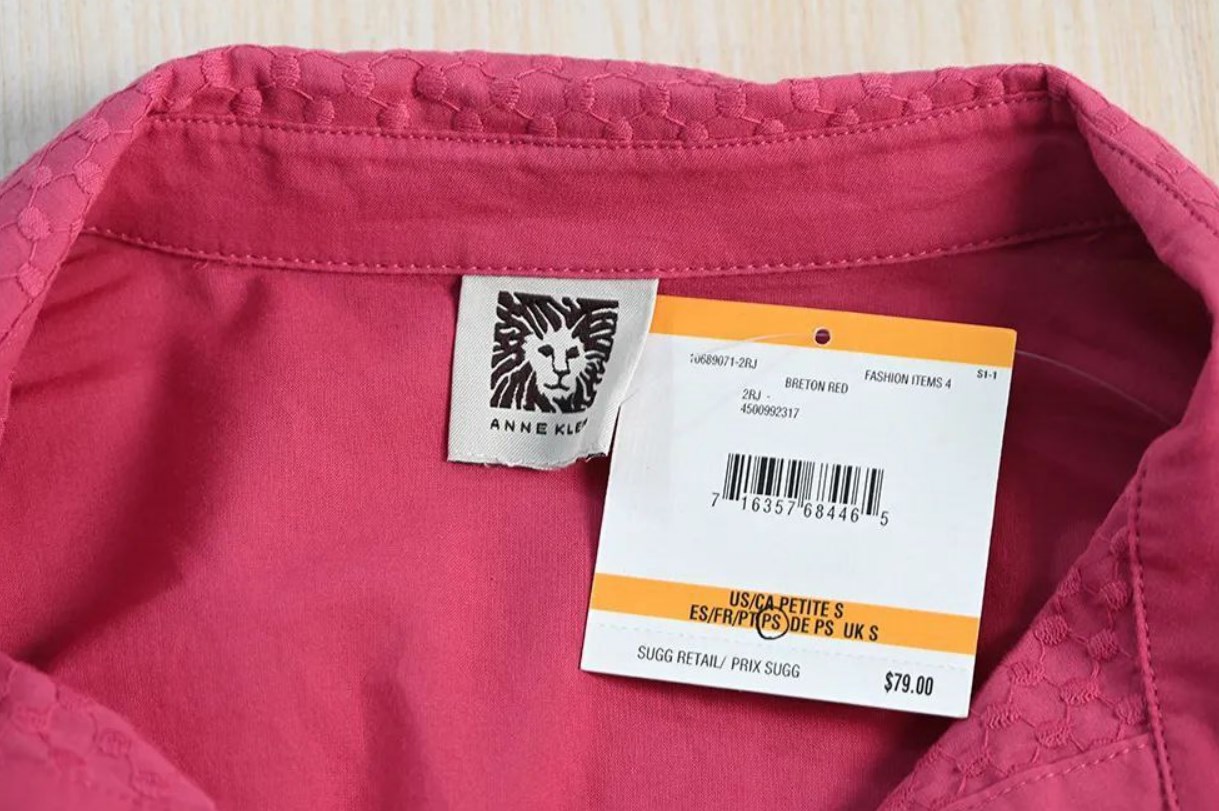 ANNE KLE
10689071-2RJ
BRETON RED
FASHION ITEMS 4
S1-1
2RJ -
4500992317
7 16357 68446 5
US/CA PETITE S
ES/FR/PT PS DE PS UK S
SUGG RETAIL/ PRIX SUGG
$79.00